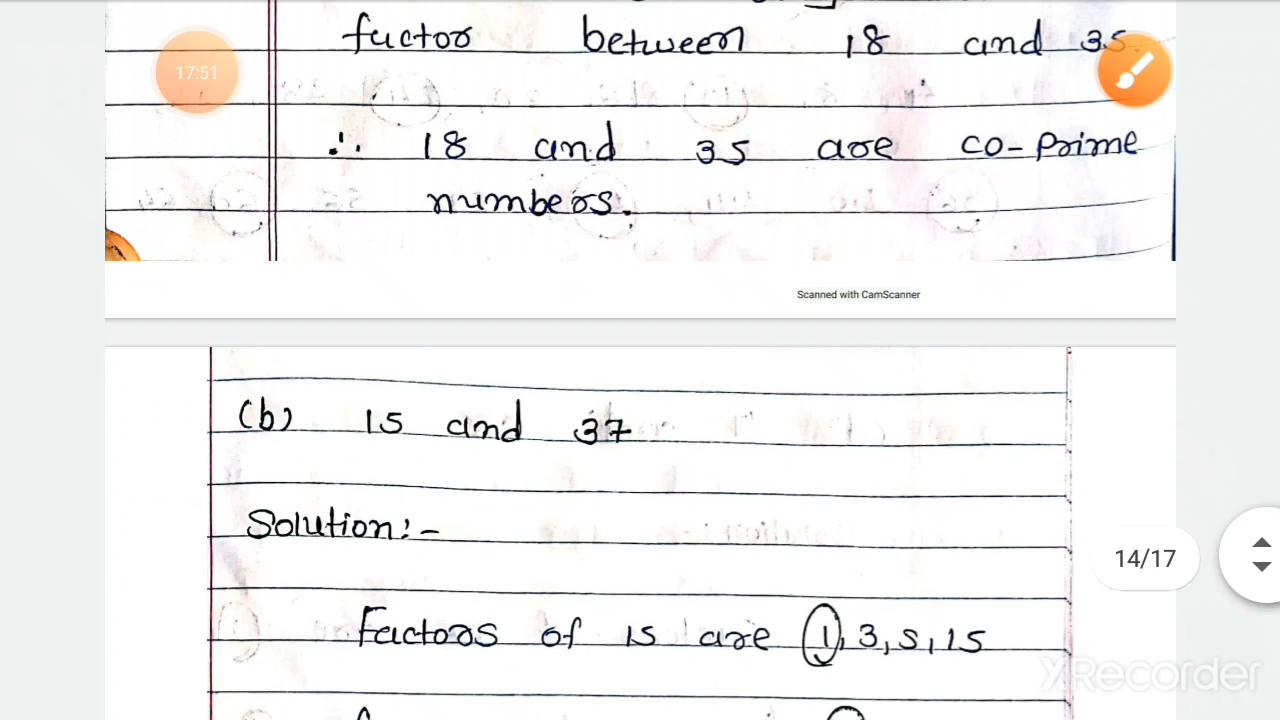 factor between 18 and 35.
17:51
∴ 18 and 35 are co-Prime
numbers.
Scanned with CamScanner
(b) 15 and 37
Solution:-
14/17
Factors of 15 are 1, 3, 5, 15
XRecorder